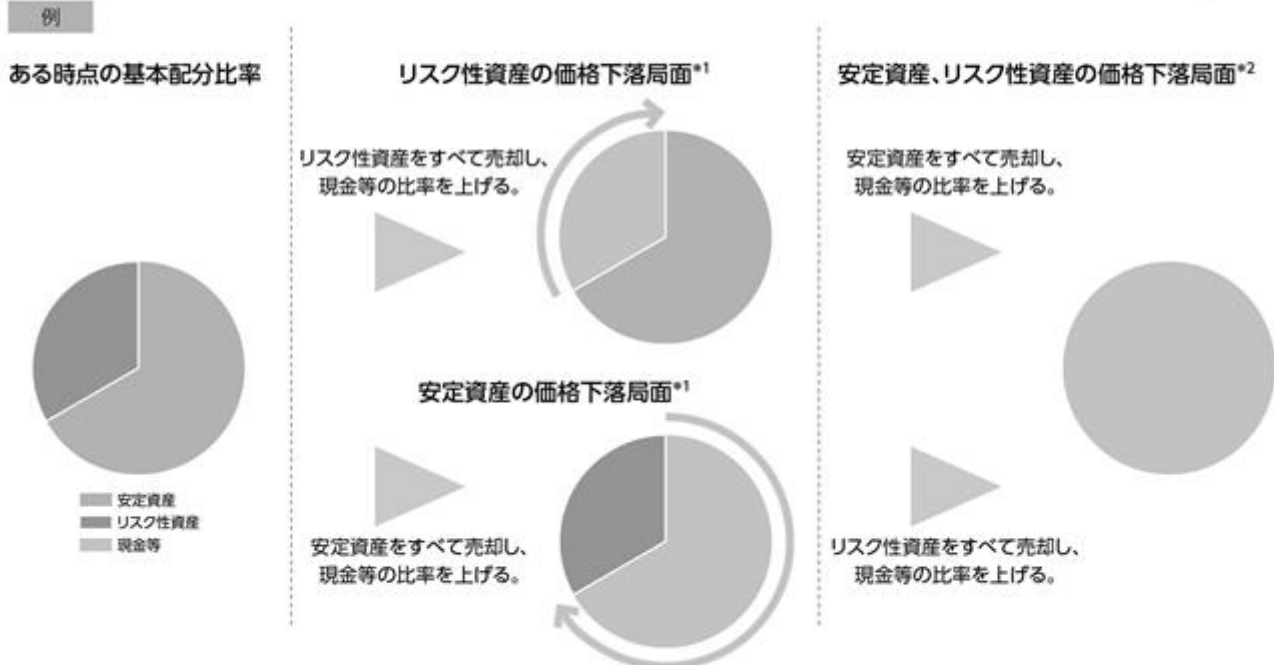 例
ある時点の基本配分比率
安定資産
リスク性資産
現金等
リスク性資産の価格下落局面*1
リスク性資産をすべて売却し、
現金等の比率を上げる。
安定資産の価格下落局面*1
安定資産をすべて売却し、
現金等の比率を上げる。
安定資産、リスク性資産の価格下落局面*2
安定資産をすべて売却し、
現金等の比率を上げる。
リスク性資産をすべて売却し、
現金等の比率を上げる。